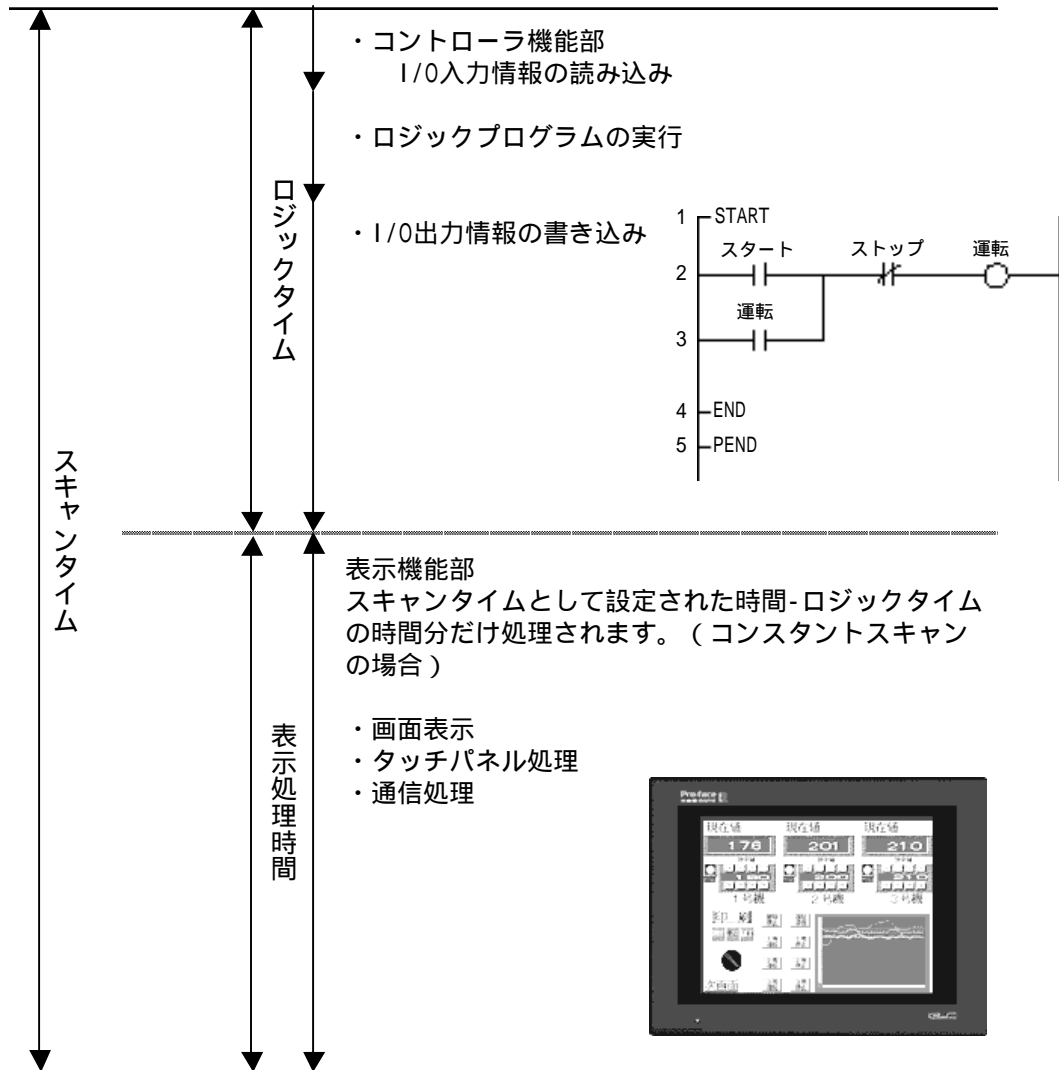 スキャンタイム
ロジックタイム
・コントローラ機能部
I/O入力情報の読み込み
・ロジックプログラムの実行
・I/O出力情報の書き込み
1 START
スタート ストップ 運転
2
運転
3
4 END
5 PEND
表示処理時間
表示機能部
スキャンタイムとして設定された時間-ロジックタイム
の時間分だけ処理されます。(コンスタントスキャン
の場合)
・画面表示
・タッチパネル処理
・通信処理
Pro-face
現在値 現在値 現在値
176 201 210
1号機 2号機 3号機
印刷